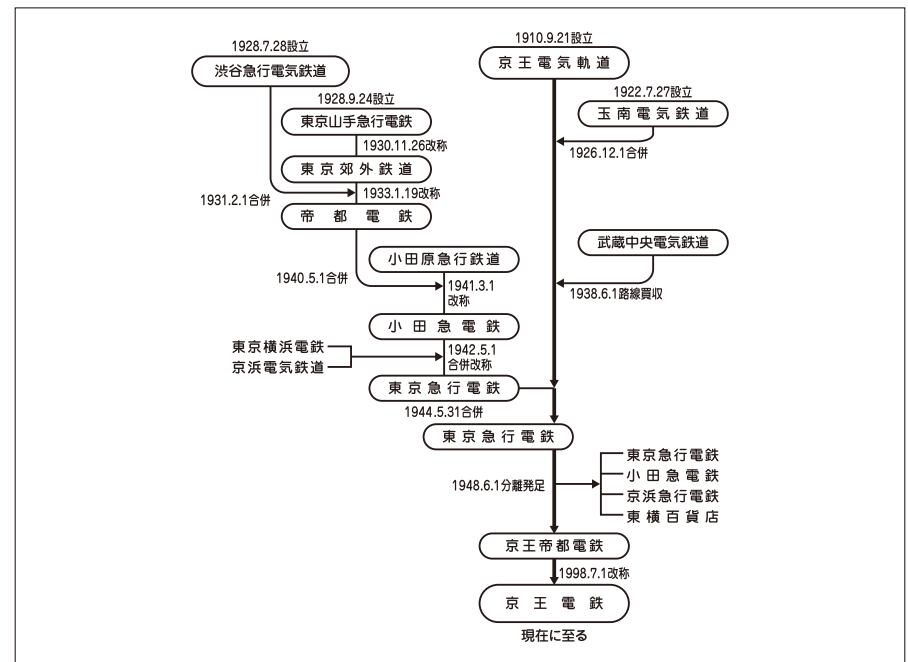 1928.7.28設立
渋谷急行電気鉄道
1910.9.21設立
京王電気軌道
1928.9.24設立
東京山手急行電鉄
1922.7.27設立
玉南電気鉄道
1930.11.26改称
1926.12.1合併
東京郊外鉄道
1931.2.1合併
1933.1.19改称
帝都電鉄
武蔵中央電気鉄道
小田原急行鉄道
1940.5.1合併
1941.3.1
改称
1938.6.1路線買収
小田急電鉄
東京横浜電鉄
京浜電気鉄道
1942.5.1
合併改称
東京急行電鉄
1944.5.31合併
東京急行電鉄
1948.6.1分離発足
東京急行電鉄
小田急電鉄
京浜急行電鉄
東横百貨店
京王帝都電鉄
1998.7.1改称
京王電鉄
現在に至る